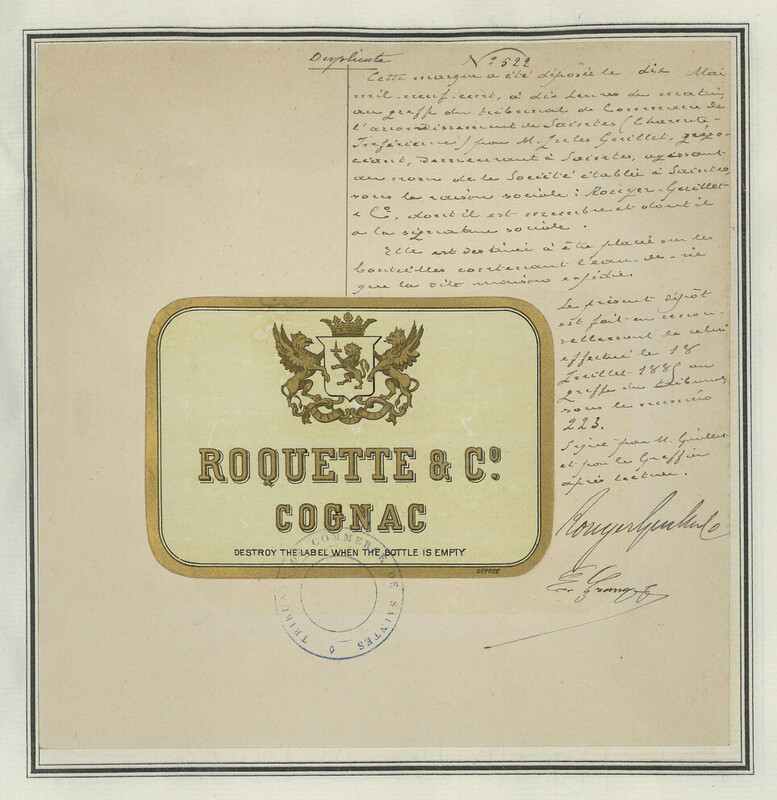 Duplicata
N° 522
Cette marque a été déposée le dix Mai
mil-neuf-cent, à dix heures du matin,
au greffe du tribunal de Commerce de
l'arrondissement de Saintes (Charente-
Inférieure) par M. Jules Guillet, négo-
ciant, demeurant à Saintes, agissant
au nom de la Société établie à Saintes,
sous la raison sociale : Rouyer-Guillet
& Co, dont il est membre et dont il
a la signature sociale.
Elle est destinée à être placée sur les
bouteilles contenant l'eau-de-vie
que la dite maison expédie.
Le présent dépôt
est fait en renou-
vellement de celui
effectué le 18
Juillet 1885 au
greffe du tribunal
sous le numéro
223.
Signé par M. Guillet
et par le Greffier
après lecture.
Rouyer Guillet & Co
ROQUETTE & Co.
COGNAC
DESTROY THE LABEL WHEN THE BOTTLE IS EMPTY
DÉPOSÉ
TRIBUNAL DE COMMERCE DE SAINTES